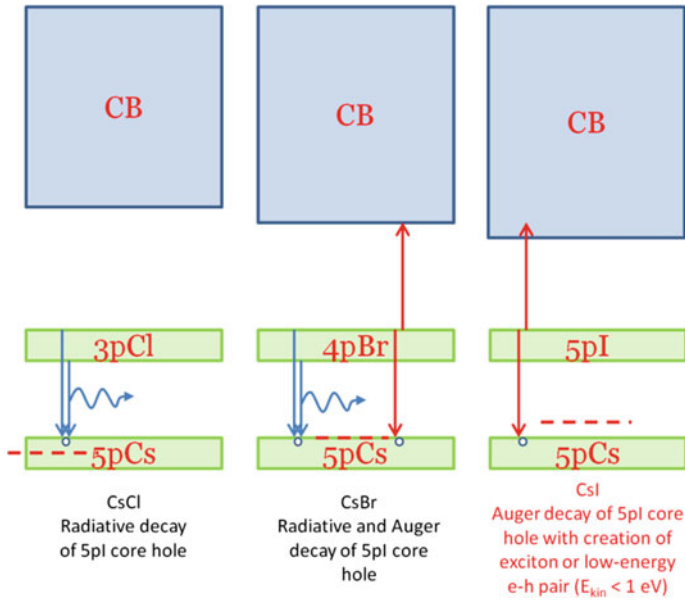 CB
CB
CB
3pCl
4pBr
5pI
5pCs
5pCs
5pCs
CsCl
Radiative decay
of 5pI core hole
CsBr
Radiative and Auger
decay of 5pI core
hole
CsI
Auger decay of 5pI core
hole with creation of
exciton or low-energy
e-h pair (Ekin < 1 eV)